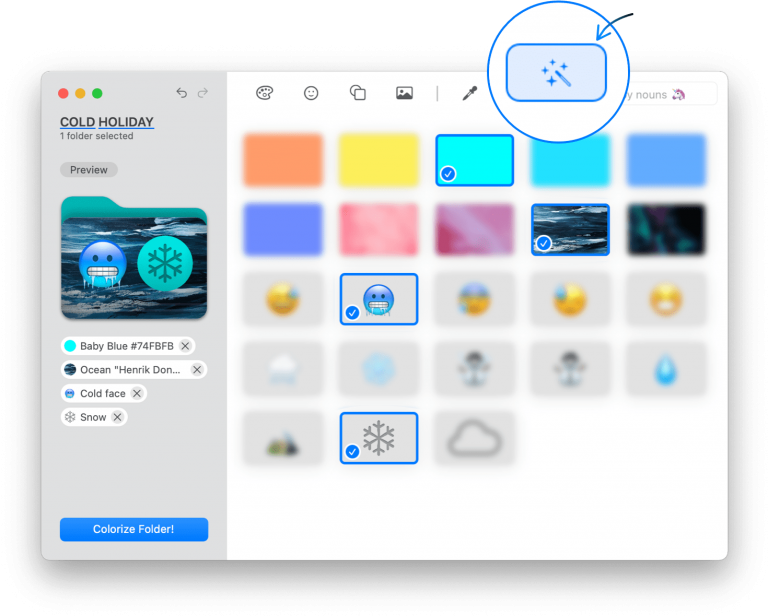 COLD HOLIDAY
1 folder selected
y nouns 🦄
Preview
Baby Blue #74FBFB
Ocean "Henrik Don...
Cold face
Snow
Colorize Folder!